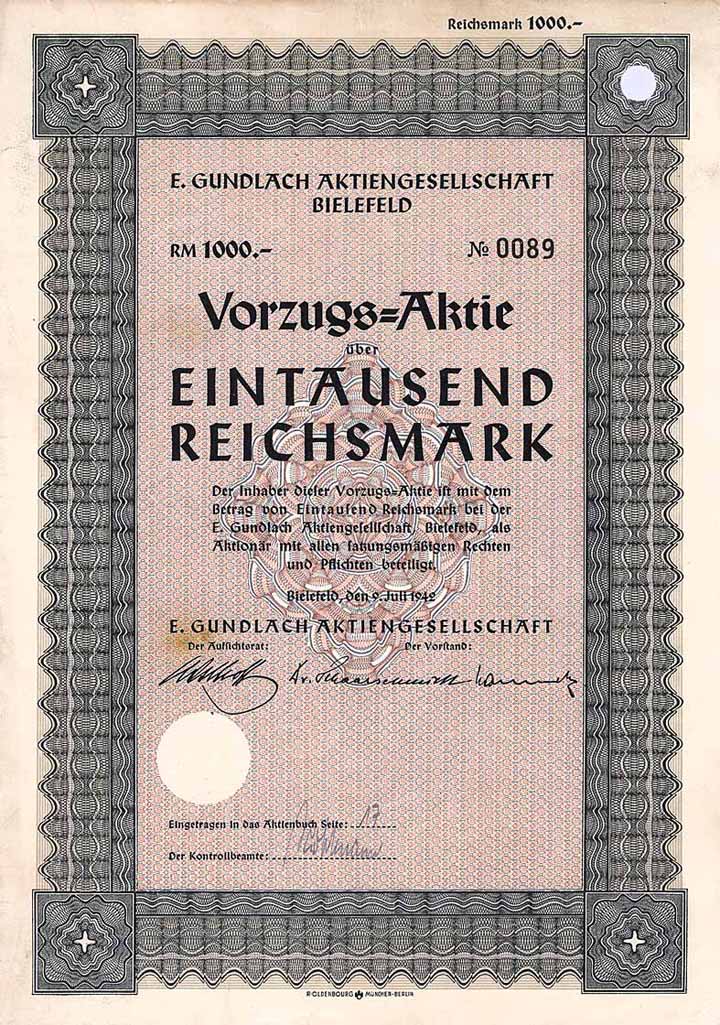 Reichsmark 1000.-
E. GUNDLACH AKTIENGESELLSCHAFT
BIELEFELD
RM 1000.- № 0089
Vorzugs=Aktie
über
EINTAUSEND
REICHSMARK
Der Inhaber dieser Vorzugs=Aktie ist mit dem
Betrag von Eintausend Reichsmark bei der
E. Gundlach Aktiengesellschaft, Bielefeld, als
Aktionär mit allen satzungsmäßigen Rechten
und Pflichten beteiligt.
Bielefeld, den 9. Juli 1942
E. GUNDLACH AKTIENGESELLSCHAFT
Der Aufsichtsrat: Der Vorstand:
Dr. Schaarschmidt
Eingetragen in das Aktienbuch Seite: 17
Der Kontrollbeamte:
R. OLDENBOURG MÜNCHEN-BERLIN